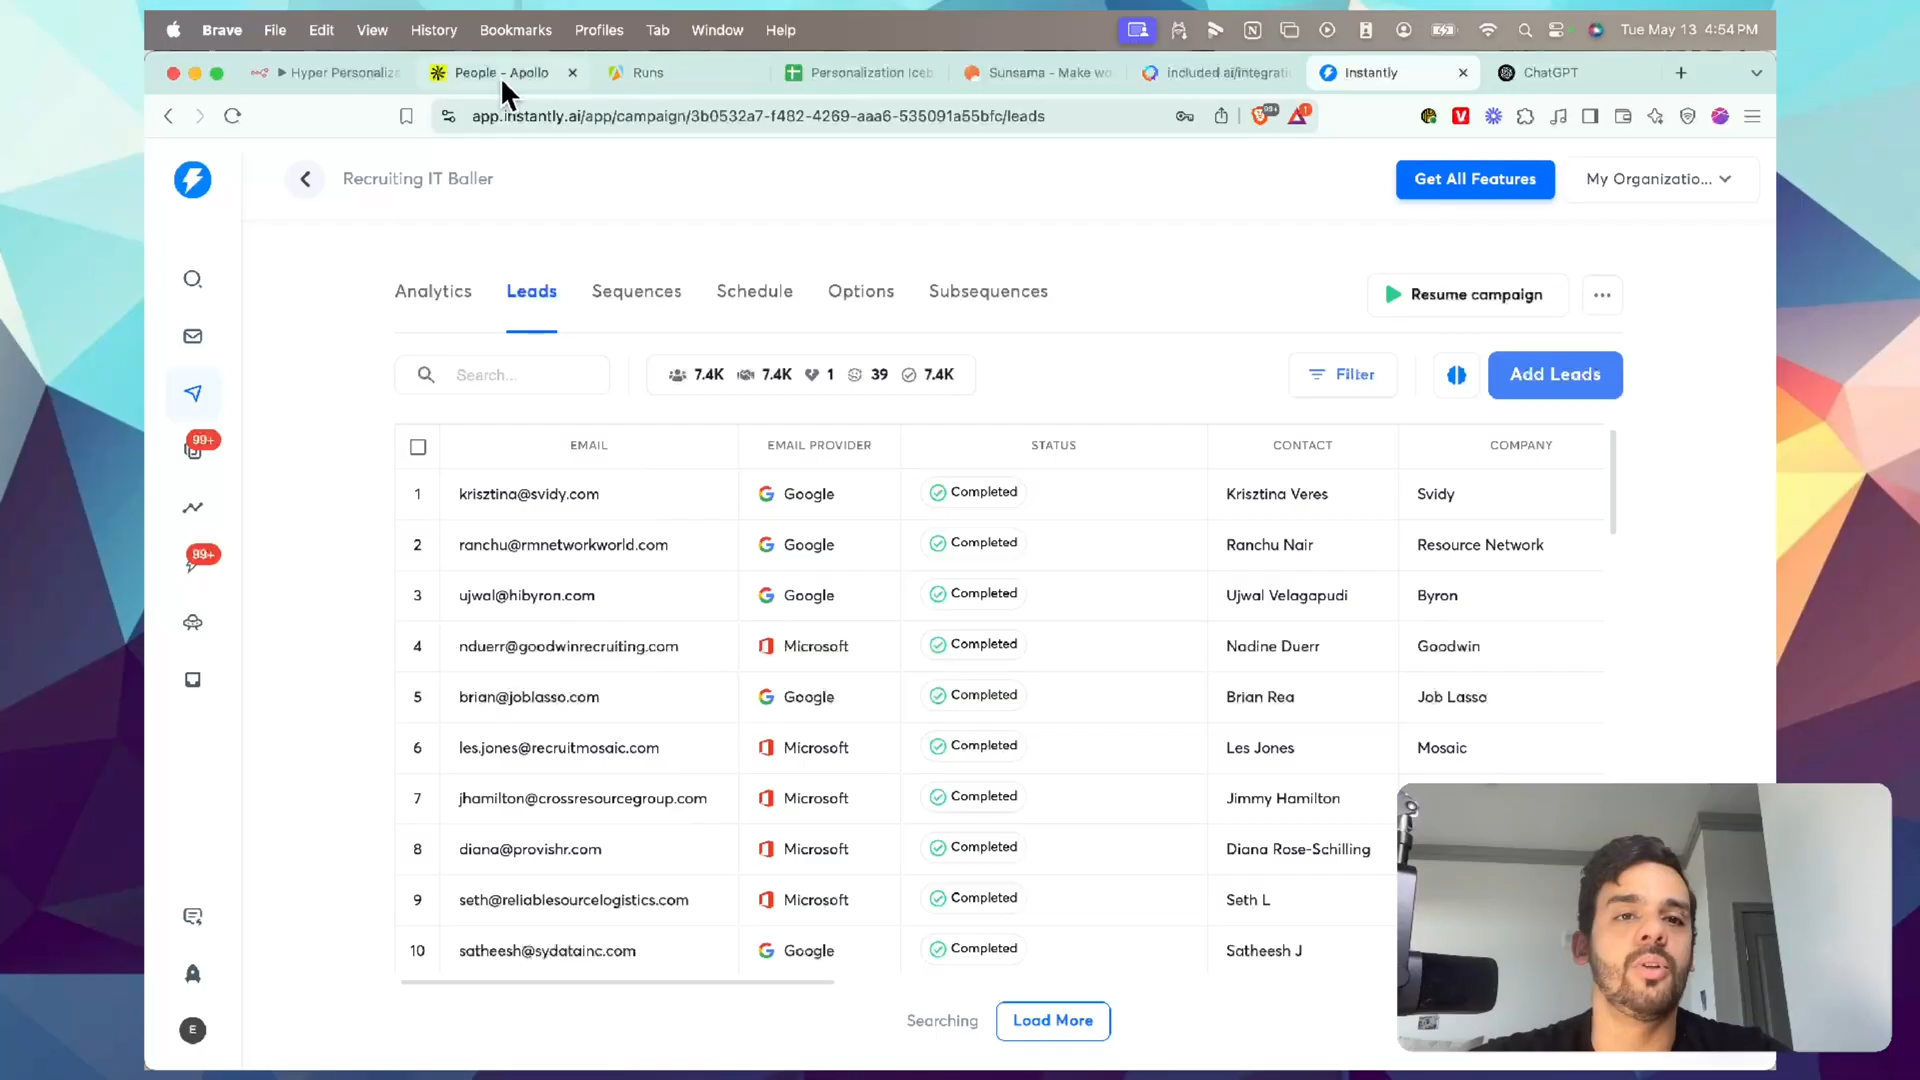 Brave File Edit View History Bookmarks Profiles Tab Window Help Tue May 13 4:54 PM
Hyper Personaliz People - Apollo Runs Personalization Iceb Sunsama - Make wo included ai/integrati Instantly ChatGPT
app.instantly.ai/app/campaign/3b0532a7-f482-4269-aaa6-535091a55bfc/leads 99+ 1
Recruiting IT Baller Get All Features My Organizatio...
Analytics Leads Sequences Schedule Options Subsequences Resume campaign
Search... 7.4K 7.4K 1 39 7.4K Filter Add Leads
99+
EMAIL EMAIL PROVIDER STATUS CONTACT COMPANY
1 krisztina@svidy.com Google Completed Krisztina Veres Svidy
2 ranchu@rmnetworkworld.com Google Completed Ranchu Nair Resource Network
99+
3 ujwal@hibyron.com Google Completed Ujwal Velagapudi Byron
4 nduerr@goodwinrecruiting.com Microsoft Completed Nadine Duerr Goodwin
5 brian@joblasso.com Google Completed Brian Rea Job Lasso
6 les.jones@recruitmosaic.com Microsoft Completed Les Jones Mosaic
7 jhamilton@crossresourcegroup.com Microsoft Completed Jimmy Hamilton
8 diana@provishr.com Microsoft Completed Diana Rose-Schilling
9 seth@reliablesourcelogistics.com Microsoft Completed Seth L
10 satheesh@sydatainc.com Google Completed Satheesh J
Searching Load More
E